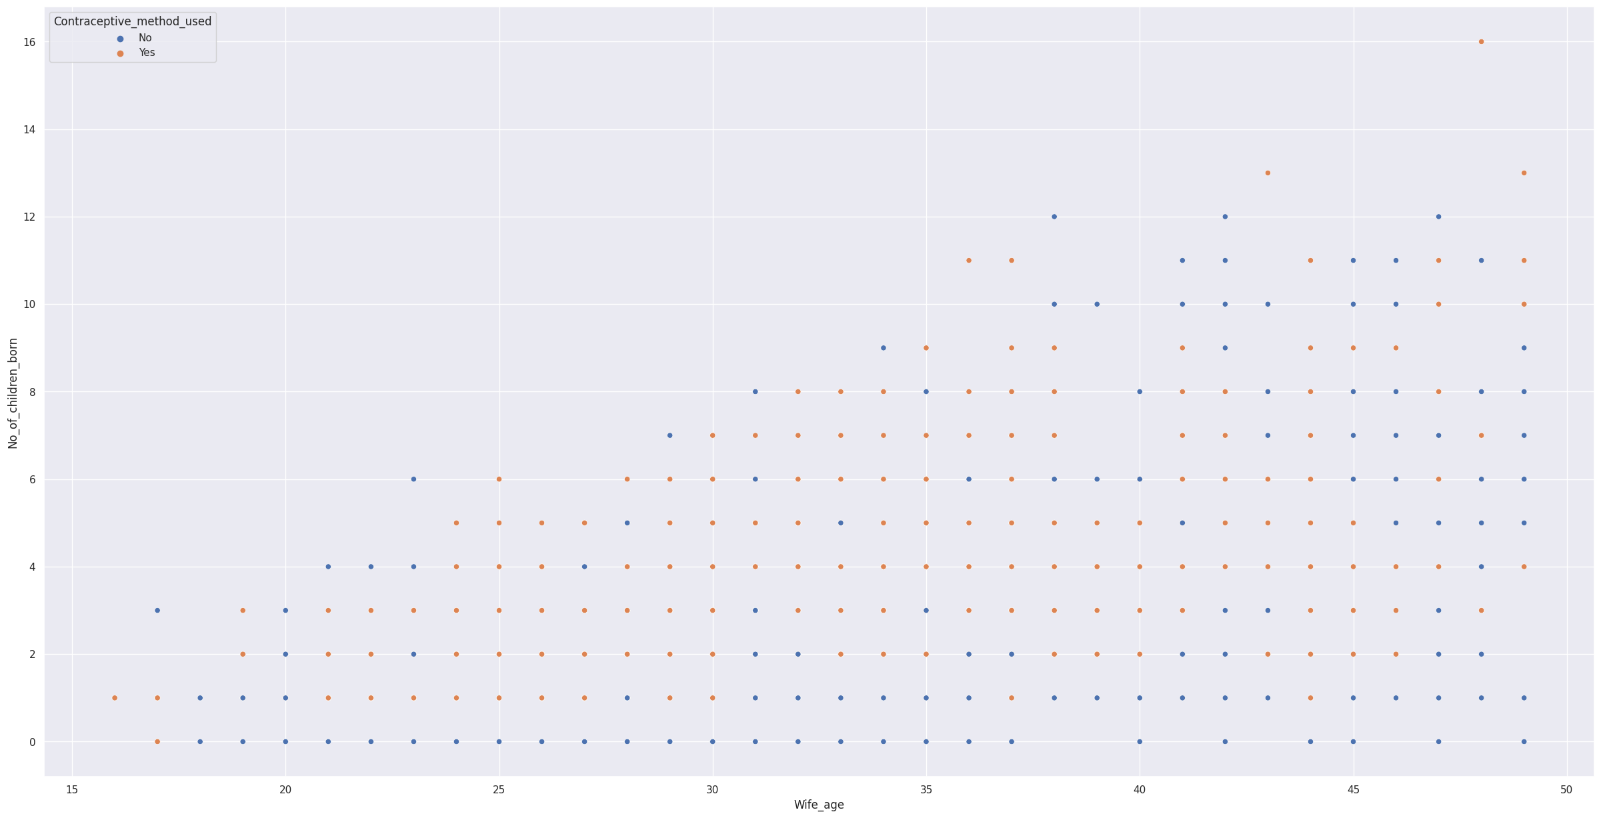 Contraceptive_method_used
No
Yes
16
14
12
10
8
6
4
2
0
No_of_children_born
15 20 25 30 35 40 45 50
Wife_age